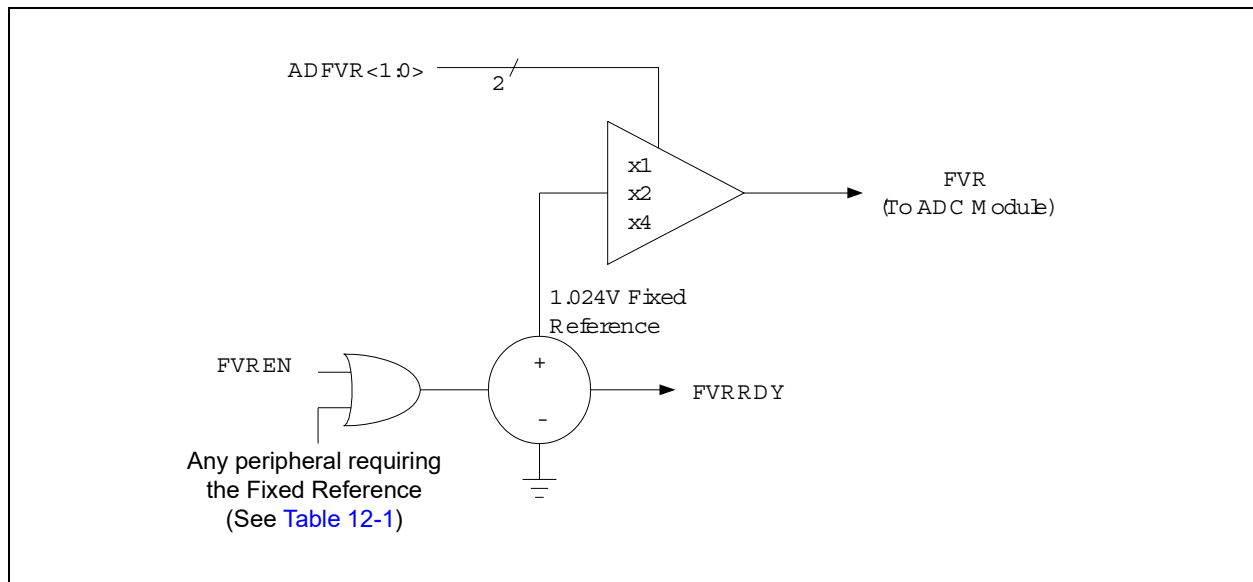 ADFVR<1:0>
2
x1
x2
x4
FVR
(To ADC Module)
1.024V Fixed
Reference
FVREN
+
-
FVRRDY
Any peripheral requiring
the Fixed Reference
(See Table 12-1)